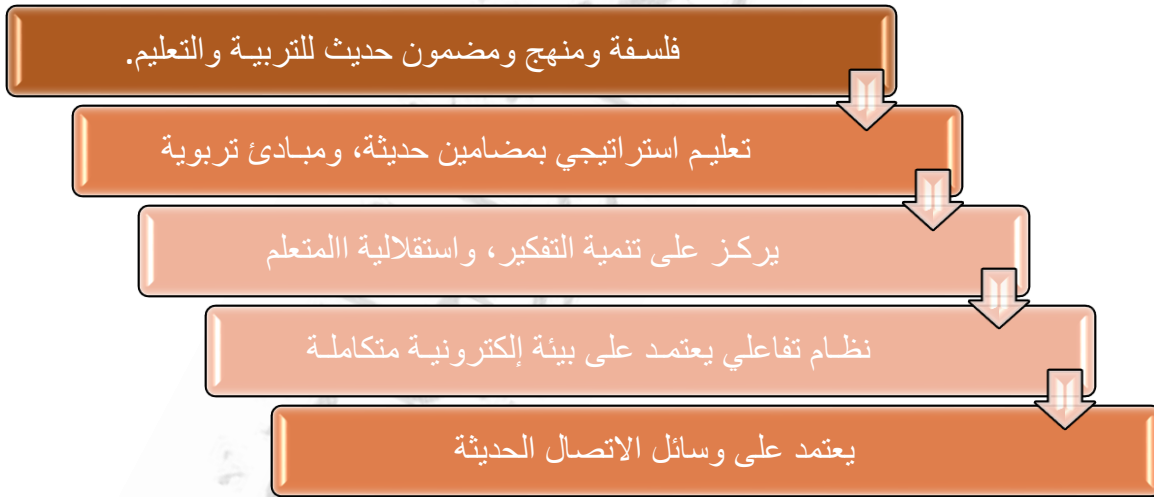 فلسفة ومنهج ومضمون حديث للتربية والتعليم.
تعليم استراتيجي بمضامين حديثة، ومبادئ تربوية
يركز على تنمية التفكير، واستقلالية االمتعلم
نظام تفاعلي يعتمد على بيئة إلكترونية متكاملة
يعتمد على وسائل الاتصال الحديثة